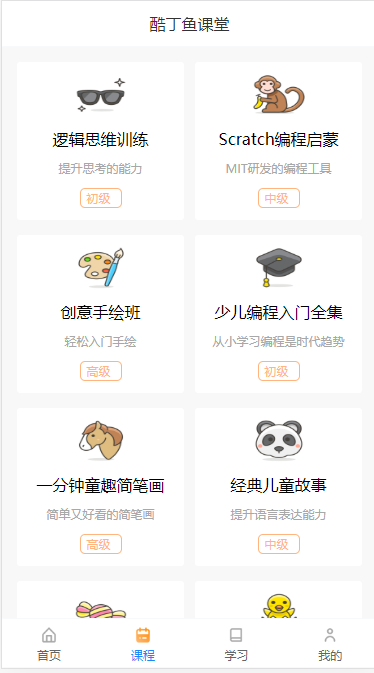 酷丁鱼课堂
逻辑思维训练
提升思考的能力
初级
Scratch编程启蒙
MIT研发的编程工具
中级
创意手绘班
轻松入门手绘
高级
少儿编程入门全集
从小学习编程是时代趋势
初级
一分钟童趣简笔画
简单又好看的简笔画
高级
经典儿童故事
提升语言表达能力
中级
首页
课程
学习
我的